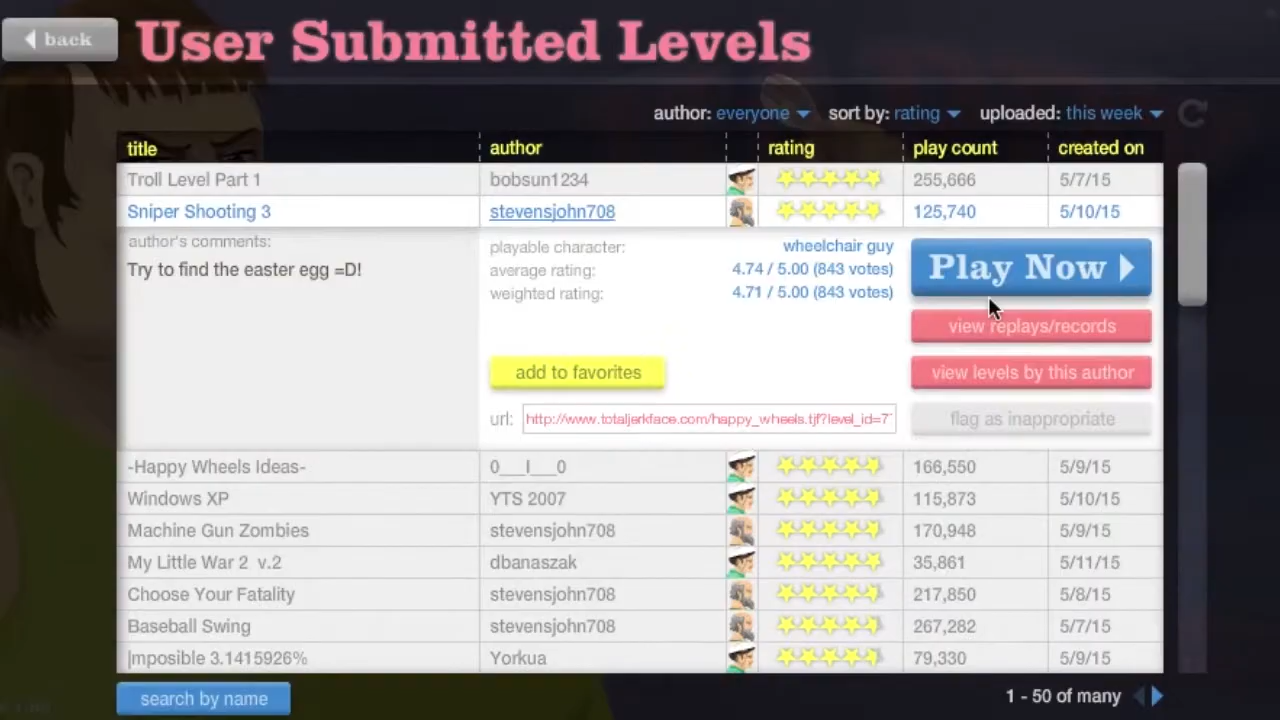 back
User Submitted Levels
author: everyone sort by: rating uploaded: this week
title author rating play count created on
Troll Level Part 1 bobsun1234 255,666 5/7/15
Sniper Shooting 3 stevensjohn708 125,740 5/10/15
author's comments:
Try to find the easter egg =D!
playable character: wheelchair guy
average rating: 4.74 / 5.00 (843 votes)
weighted rating: 4.71 / 5.00 (843 votes)
Play Now
view replays/records
add to favorites
view levels by this author
url: http://www.totaljerkface.com/happy_wheels.tjf?level_id=7
flag as inappropriate
-Happy Wheels Ideas- 0___I___0 166,550 5/9/15
Windows XP YTS 2007 115,873 5/10/15
Machine Gun Zombies stevensjohn708 170,948 5/9/15
My Little War 2 v.2 dbanaszak 35,861 5/11/15
Choose Your Fatality stevensjohn708 217,850 5/8/15
Baseball Swing stevensjohn708 267,282 5/7/15
|mposible 3.1415926% Yorkua 79,330 5/9/15
search by name
1 - 50 of many